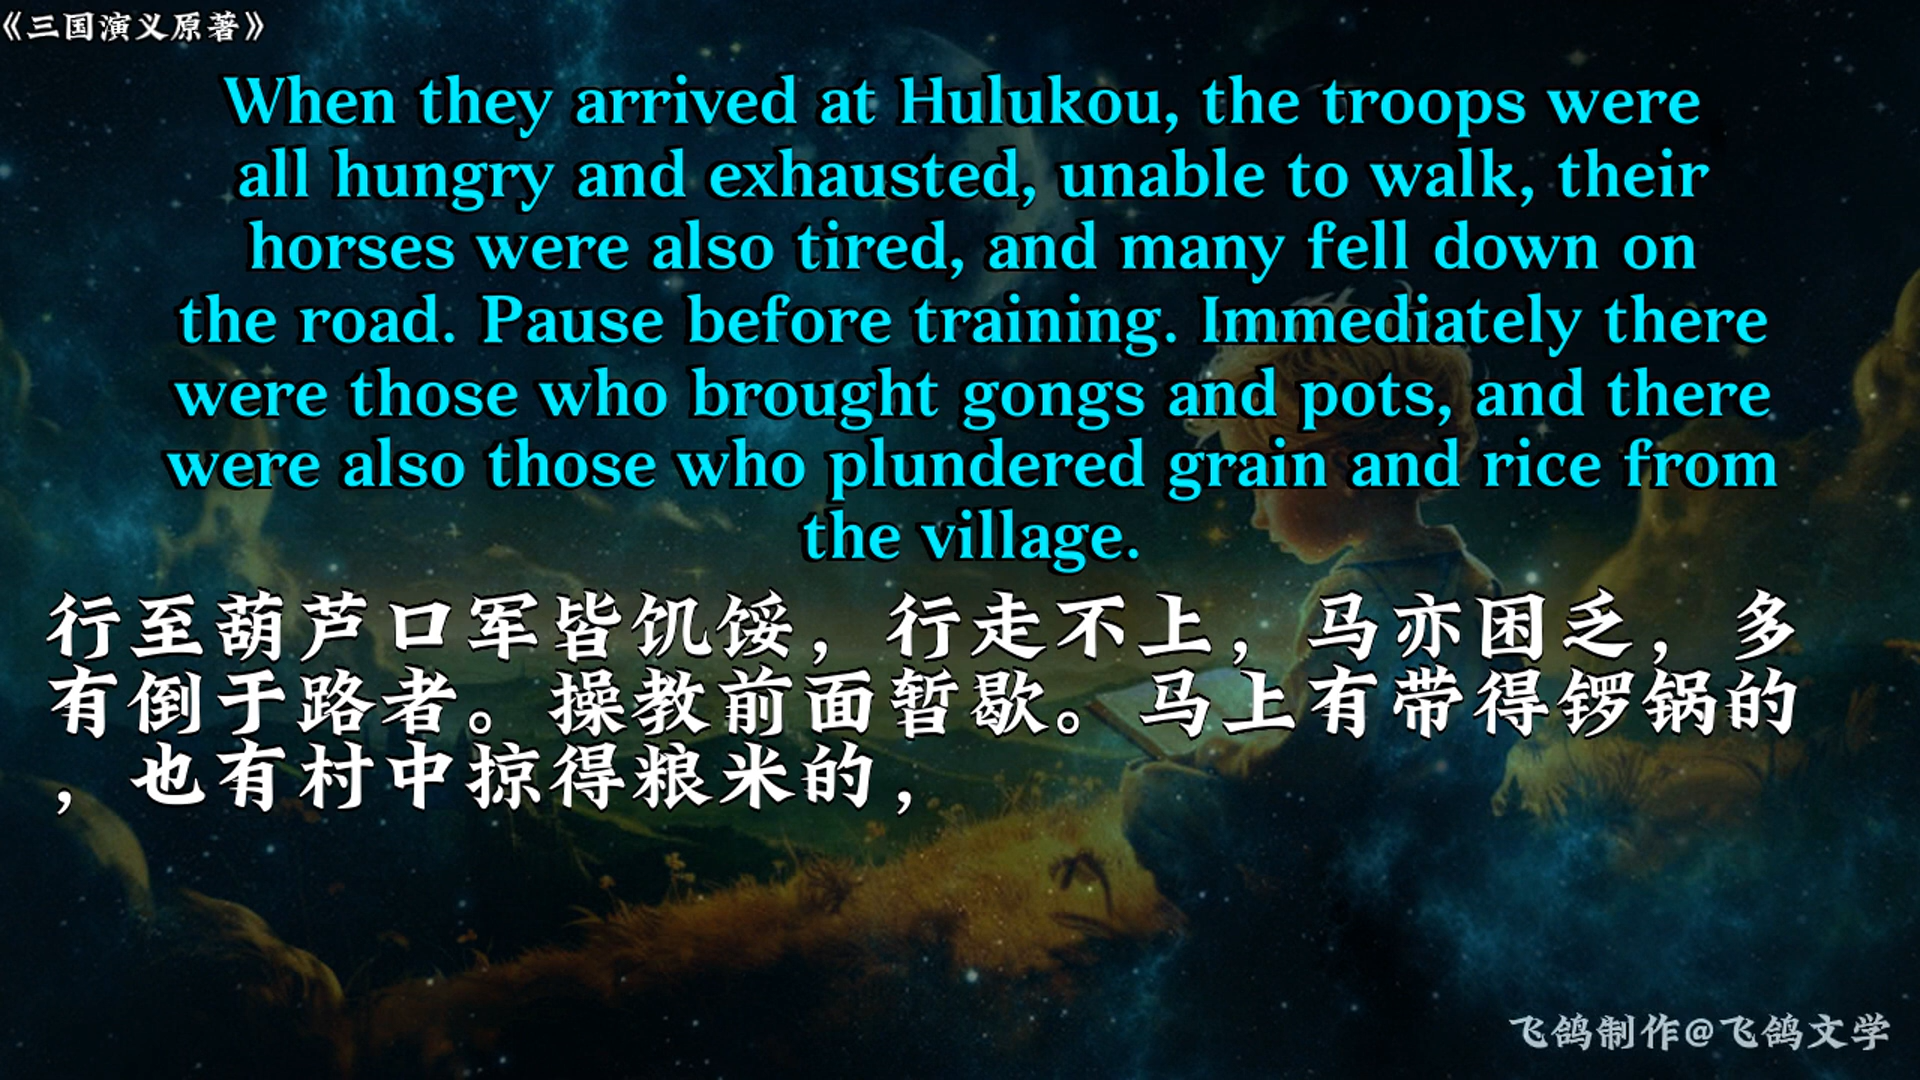 《三国演义原著》
When they arrived at Hulukou, the troops were
all hungry and exhausted, unable to walk, their
horses were also tired, and many fell down on
the road. Pause before training. Immediately there
were those who brought gongs and pots, and there
were also those who plundered grain and rice from
the village.
行至葫芦口军皆饥馁，行走不上，马亦困乏，多
有倒于路者。操教前面暂歇。马上有带得锣锅的
，也有村中掠得粮米的，
飞鸽制作@飞鸽文学